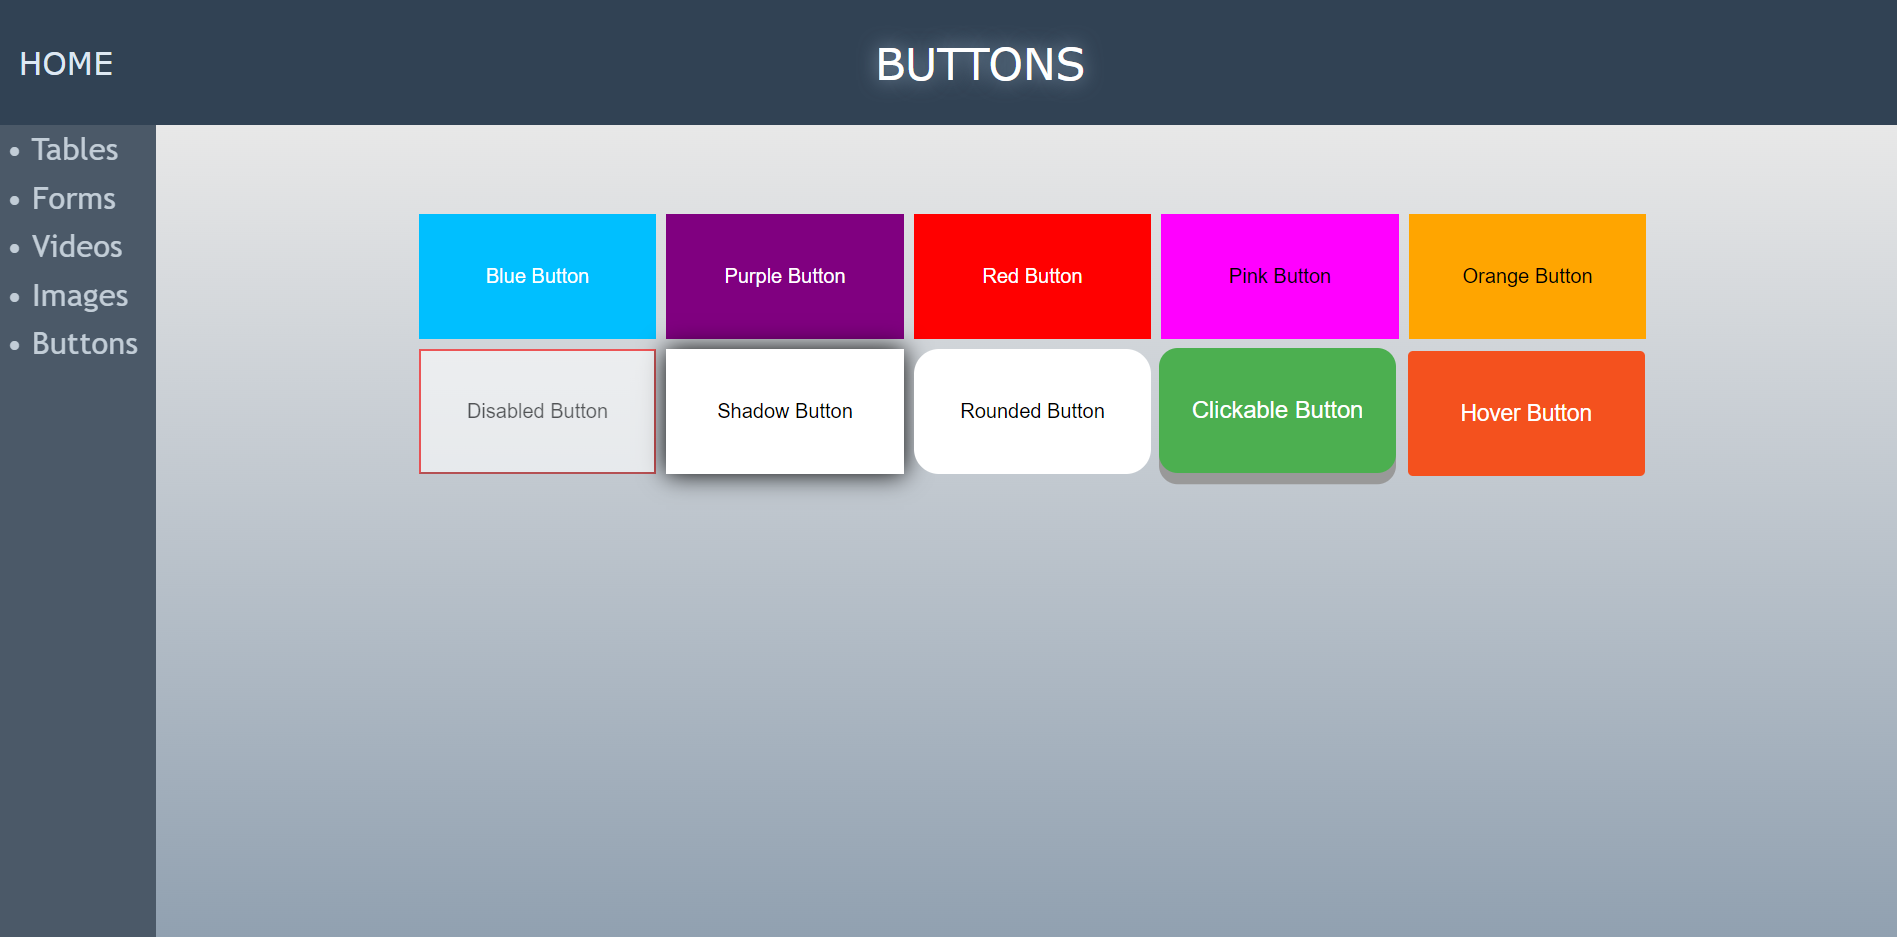 HOME
BUTTONS
Tables
Forms
Videos
Images
Buttons
Blue Button
Purple Button
Red Button
Pink Button
Orange Button
Disabled Button
Shadow Button
Rounded Button
Clickable Button
Hover Button